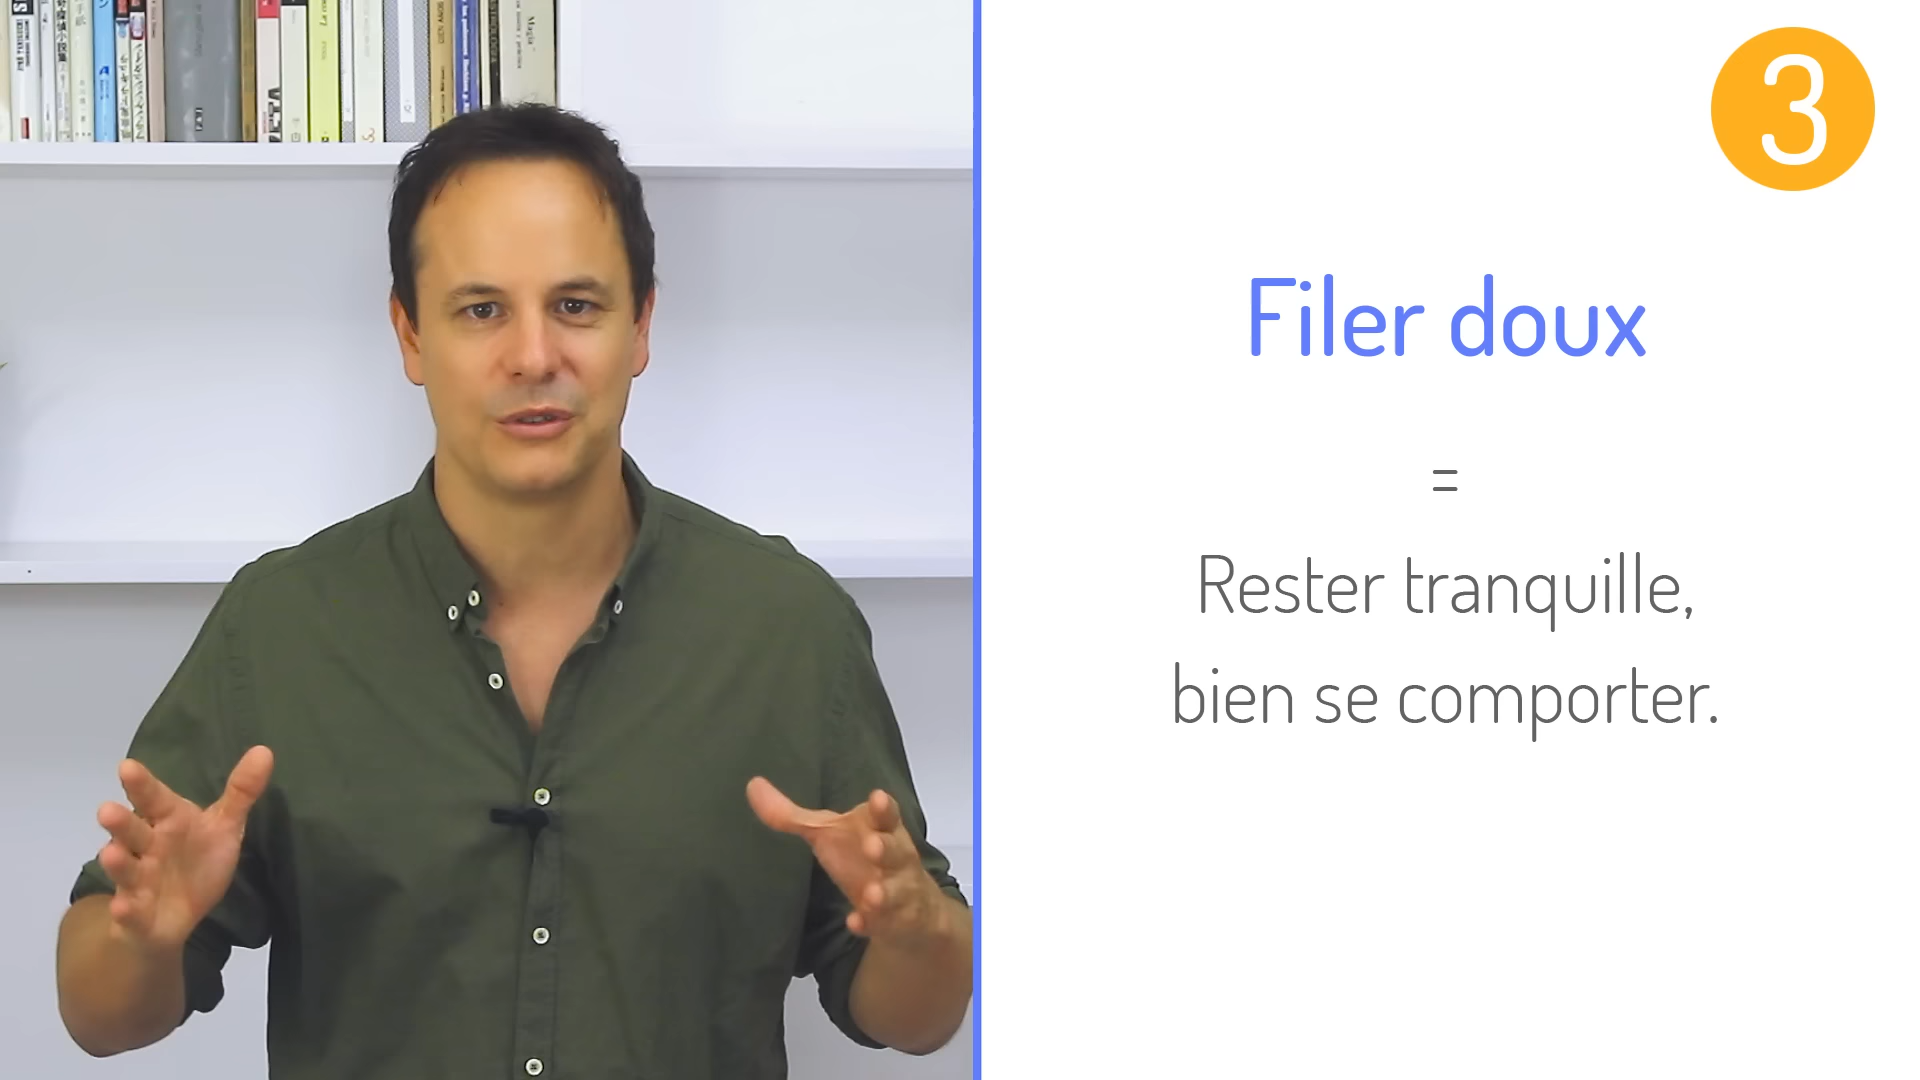 3
Filer doux
=
Rester tranquille,
bien se comporter.